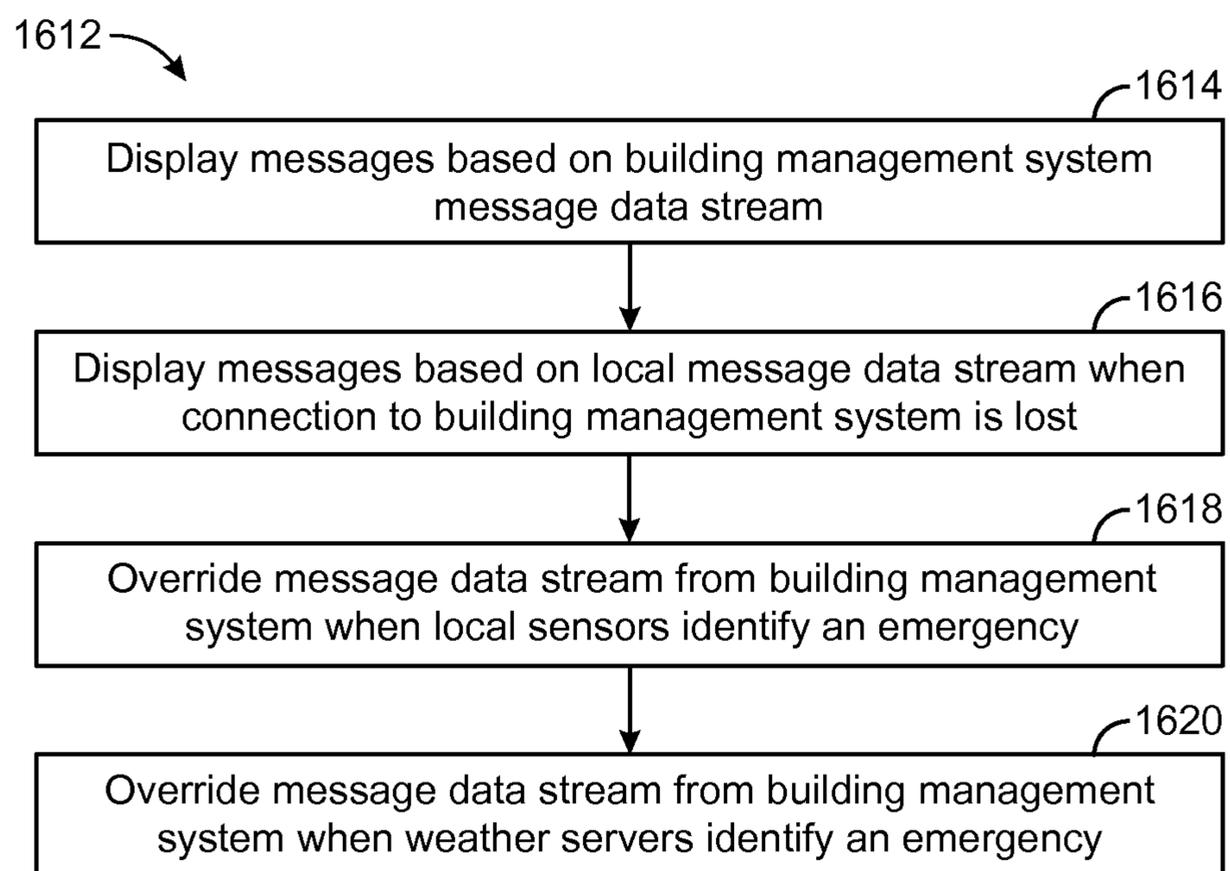 1612
1614
Display messages based on building management system
message data stream
1616
Display messages based on local message data stream when
connection to building management system is lost
1618
Override message data stream from building management
system when local sensors identify an emergency
1620
Override message data stream from building management
system when weather servers identify an emergency